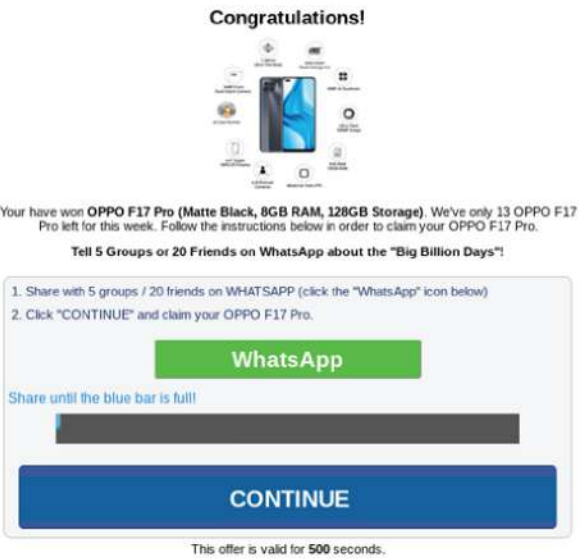 Congratulations!
Your have won OPPO F17 Pro (Matte Black, 8GB RAM, 128GB Storage). We've only 13 OPPO F17
Pro left for this week. Follow the instructions below in order to claim your OPPO F17 Pro.
Tell 5 Groups or 20 Friends on WhatsApp about the "Big Billion Days"!
1. Share with 5 groups / 20 friends on WHATSAPP (click the "WhatsApp" icon below)
2. Click "CONTINUE" and claim your OPPO F17 Pro.
WhatsApp
Share until the blue bar is full!
CONTINUE
This offer is valid for 500 seconds.